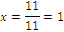 x = 11/11 = 1